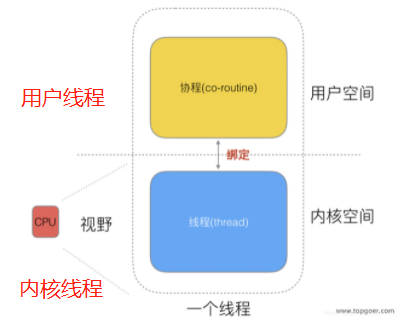 协程(co-routine)
用户线程
用户空间
绑定
CPU
视野
线程(thread)
内核空间
内核线程
一个线程
www.topgoer.com